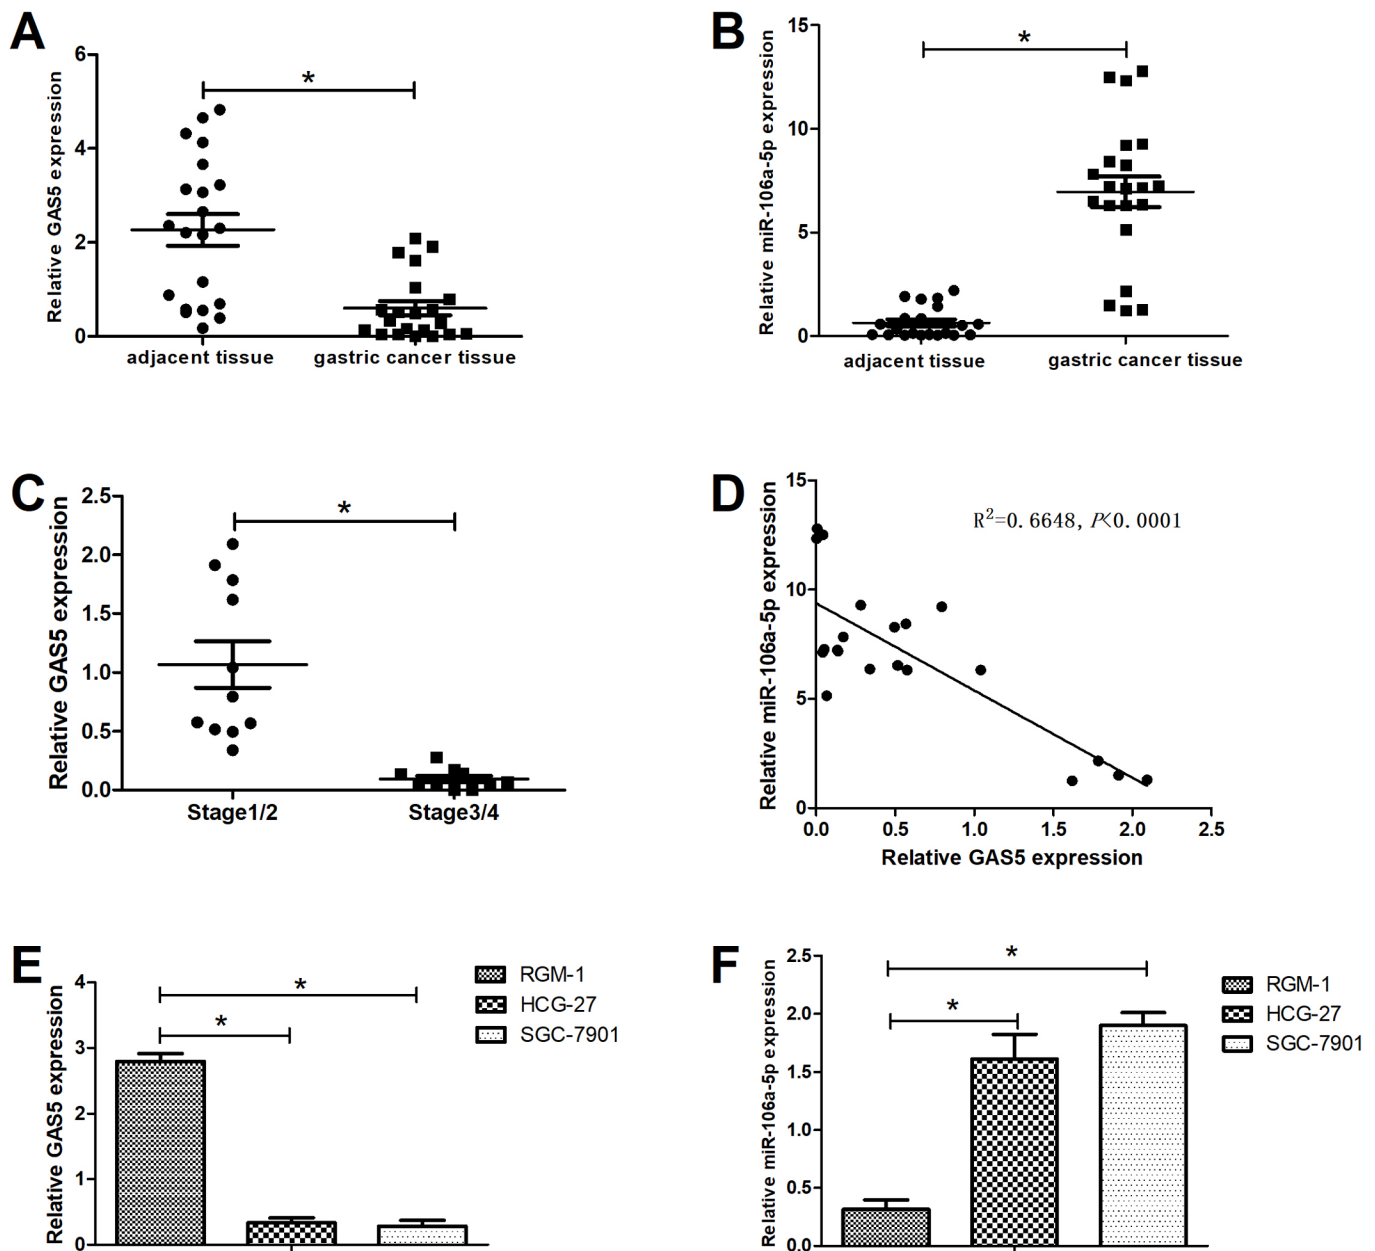 A
Relative GAS5 expression
6
4
2
0
*
adjacent tissue
gastric cancer tissue
B
Relative miR-106a-5p expression
15
10
5
0
*
adjacent tissue
gastric cancer tissue
C
Relative GAS5 expression
2.5
2.0
1.5
1.0
0.5
0.0
*
Stage1/2
Stage3/4
D
Relative miR-106a-5p expression
15
10
5
0
R²=0.6648, P<0.0001
0.0 0.5 1.0 1.5 2.0 2.5
Relative GAS5 expression
E
Relative GAS5 expression
4
3
2
1
0
*
*
RGM-1
HCG-27
SGC-7901
F
Relative miR-106a-5p expression
2.5
2.0
1.5
1.0
0.5
0.0
*
*
RGM-1
HCG-27
SGC-7901